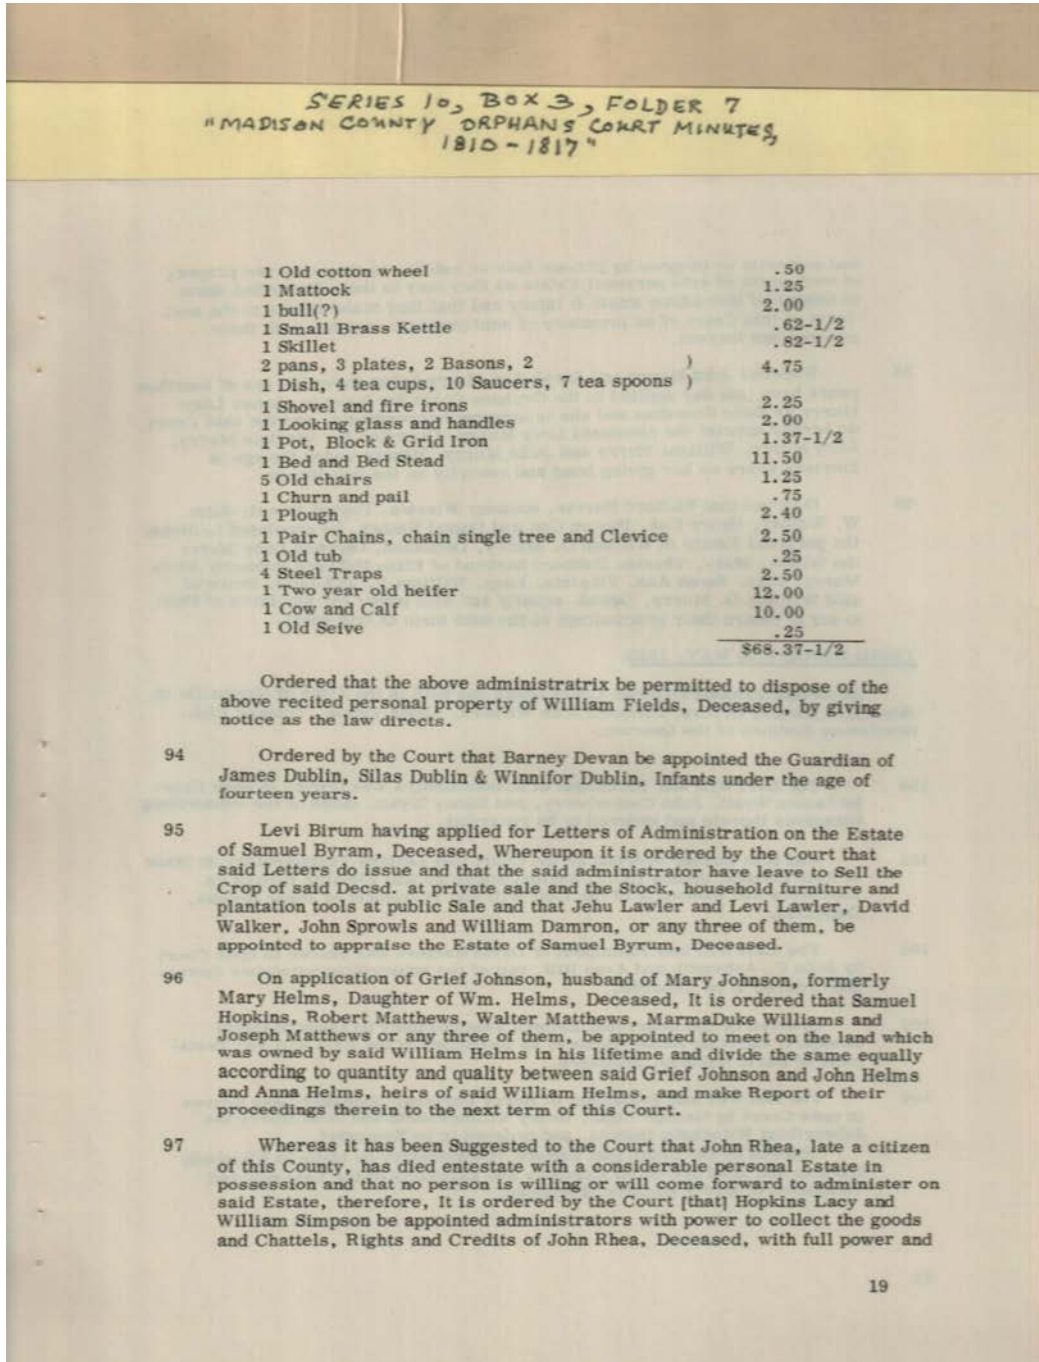 SERIES 10, BOX 3, FOLDER 7
"MADISON COUNTY ORPHANS COURT MINUTES,
1810-1817"
1 Old cotton wheel .50
1 Mattock 1.25
1 bull(?) 2.00
1 Small Brass Kettle .62-1/2
1 Skillet .82-1/2
2 pans, 3 plates, 2 Basons, 2 ) 4.75
1 Dish, 4 tea cups, 10 Saucers, 7 tea spoons )
1 Shovel and fire irons 2.25
1 Looking glass and handles 2.00
1 Pot, Block & Grid Iron 1.37-1/2
1 Bed and Bed Stead 11.50
5 Old chairs 1.25
1 Churn and pail .75
1 Plough 2.40
1 Pair Chains, chain single tree and Clevice 2.50
1 Old tub .25
4 Steel Traps 2.50
1 Two year old heifer 12.00
1 Cow and Calf 10.00
1 Old Seive .25
$68.37-1/2
Ordered that the above administratrix be permitted to dispose of the
above recited personal property of William Fields, Deceased, by giving
notice as the law directs.
94 Ordered by the Court that Barney Devan be appointed the Guardian of
James Dublin, Silas Dublin & Winnifor Dublin, Infants under the age of
fourteen years.
95 Levi Birum having applied for Letters of Administration on the Estate
of Samuel Byram, Deceased, Whereupon it is ordered by the Court that
said Letters do issue and that the said administrator have leave to Sell the
Crop of said Decsd. at private sale and the Stock, household furniture and
plantation tools at public Sale and that Jehu Lawler and Levi Lawler, David
Walker, John Sprowls and William Damron, or any three of them, be
appointed to appraise the Estate of Samuel Byrum, Deceased.
96 On application of Grief Johnson, husband of Mary Johnson, formerly
Mary Helms, Daughter of Wm. Helms, Deceased, It is ordered that Samuel
Hopkins, Robert Matthews, Walter Matthews, MarmaDuke Williams and
Joseph Matthews or any three of them, be appointed to meet on the land which
was owned by said William Helms in his lifetime and divide the same equally
according to quantity and quality between said Grief Johnson and John Helms
and Anna Helms, heirs of said William Helms, and make Report of their
proceedings therein to the next term of this Court.
97 Whereas it has been Suggested to the Court that John Rhea, late a citizen
of this County, has died entestate with a considerable personal Estate in
possession and that no person is willing or will come forward to administer on
said Estate, therefore, It is ordered by the Court [that] Hopkins Lacy and
William Simpson be appointed administrators with power to collect the goods
and Chattels, Rights and Credits of John Rhea, Deceased, with full power and
19